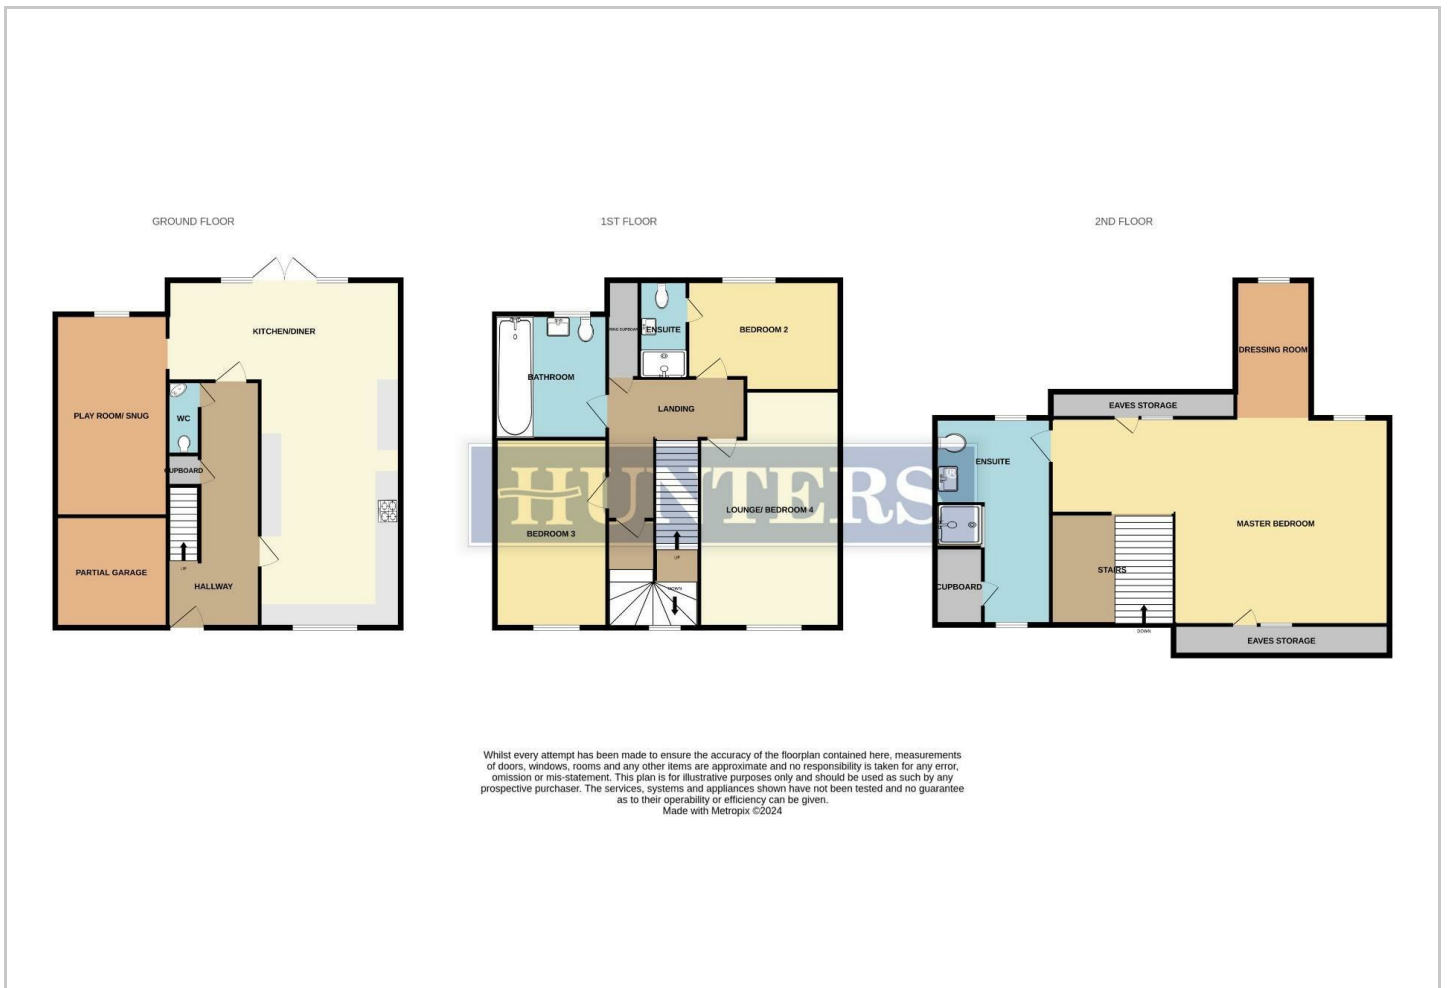 GROUND FLOOR
1ST FLOOR
2ND FLOOR
KITCHEN/DINER
PLAY ROOM/ SNUG
WC
CUPBOARD
UP
PARTIAL GARAGE
HALLWAY
CUPBOARD
ENSUITE
BEDROOM 2
BATHROOM
LANDING
HUNTERS
LOUNGE/ BEDROOM 4
BEDROOM 3
UP
DOWN
DRESSING ROOM
EAVES STORAGE
ENSUITE
MASTER BEDROOM
STAIRS
CUPBOARD
DOWN
EAVES STORAGE
Whilst every attempt has been made to ensure the accuracy of the floorplan contained here, measurements
of doors, windows, rooms and any other items are approximate and no responsibility is taken for any error,
omission or mis-statement. This plan is for illustrative purposes only and should be used as such by any
prospective purchaser. The services, systems and appliances shown have not been tested and no guarantee
as to their operability or efficiency can be given.
Made with Metropix ©2024